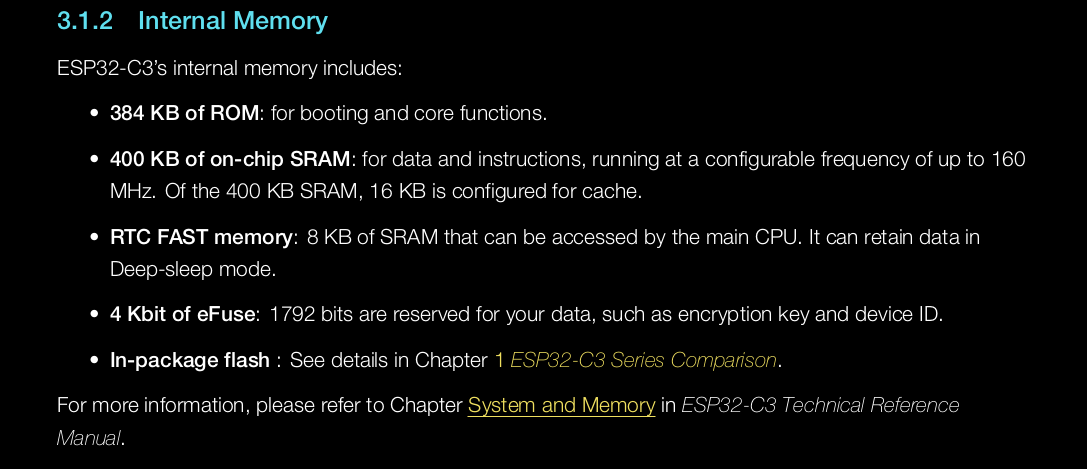 3.1.2 Internal Memory
ESP32-C3's internal memory includes:
• 384 KB of ROM: for booting and core functions.
• 400 KB of on-chip SRAM: for data and instructions, running at a configurable frequency of up to 160
MHz. Of the 400 KB SRAM, 16 KB is configured for cache.
• RTC FAST memory: 8 KB of SRAM that can be accessed by the main CPU. It can retain data in
Deep-sleep mode.
• 4 Kbit of eFuse: 1792 bits are reserved for your data, such as encryption key and device ID.
• In-package flash : See details in Chapter 1 ESP32-C3 Series Comparison.
For more information, please refer to Chapter System and Memory in ESP32-C3 Technical Reference
Manual.